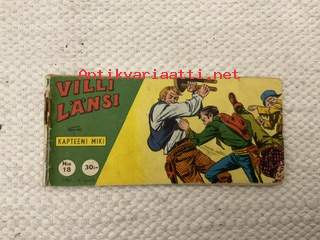 VILLI
LÄNSI
Antikvariaatti.net
KAPTEENI MIKI
N:o
18
30:-